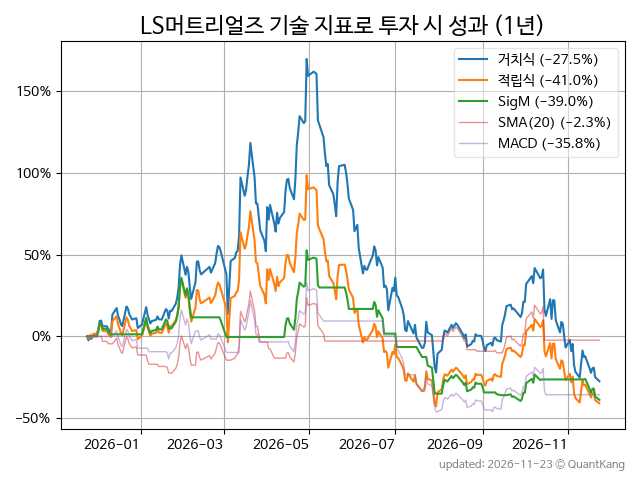 LS머트리얼즈 기술 지표로 투자 시 성과 (1년)
거치식 (-27.5%)
적립식 (-41.0%)
SigM (-39.0%)
SMA(20) (-2.3%)
MACD (-35.8%)
150%
100%
50%
0%
-50%
2026-01
2026-03
2026-05
2026-07
2026-09
2026-11
updated: 2026-11-23 © QuantKang